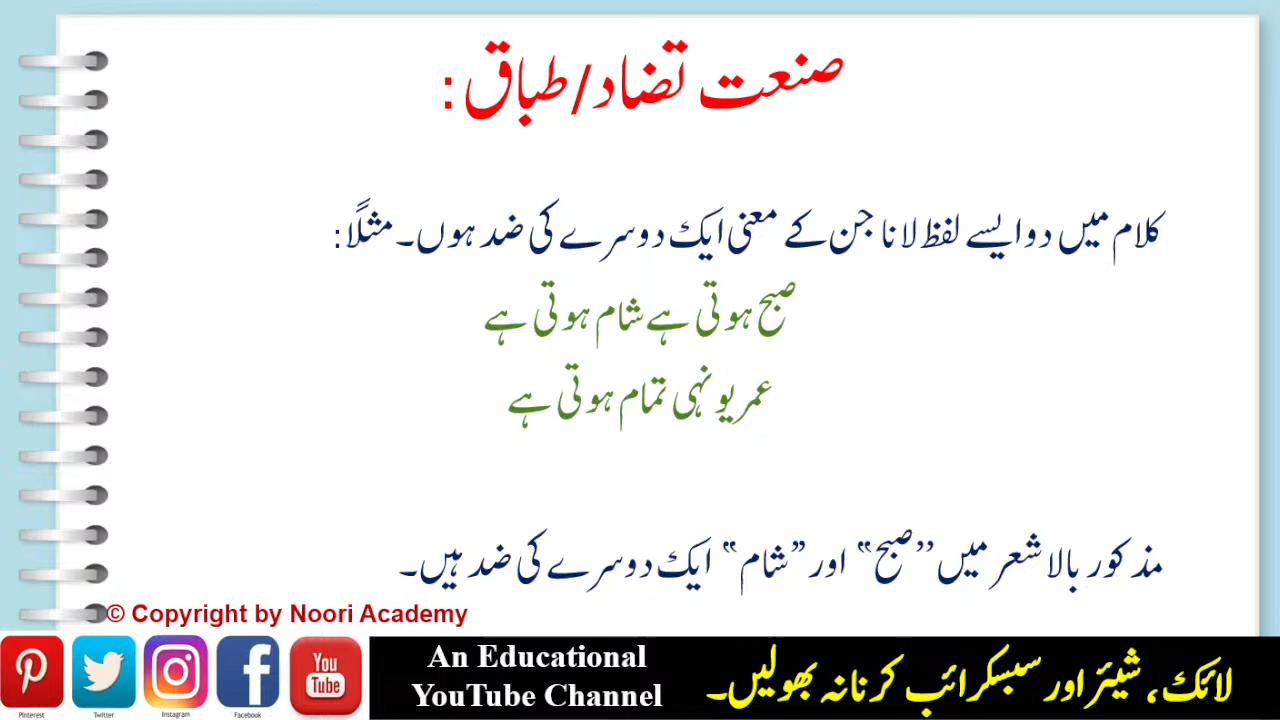 صنعت تضاد/طباق :
کلام میں دو ایسے لفظ لانا جن کے معنی ایک دوسرے کی ضد ہوں۔ مثلاً:
صبح ہوتی ہے شام ہوتی ہے
عمر یونہی تمام ہوتی ہے
مذکور بالا شعر میں ’’صبح‘‘ اور ”شام‘‘ ایک دوسرے کی ضد ہیں۔
© Copyright by Noori Academy
You
Tube
Pinterest
Twitter
Instagram
Facebook
An Educational
YouTube Channel
لائک، شیئر اور سبسکرائب کرنا نہ بھولیں۔